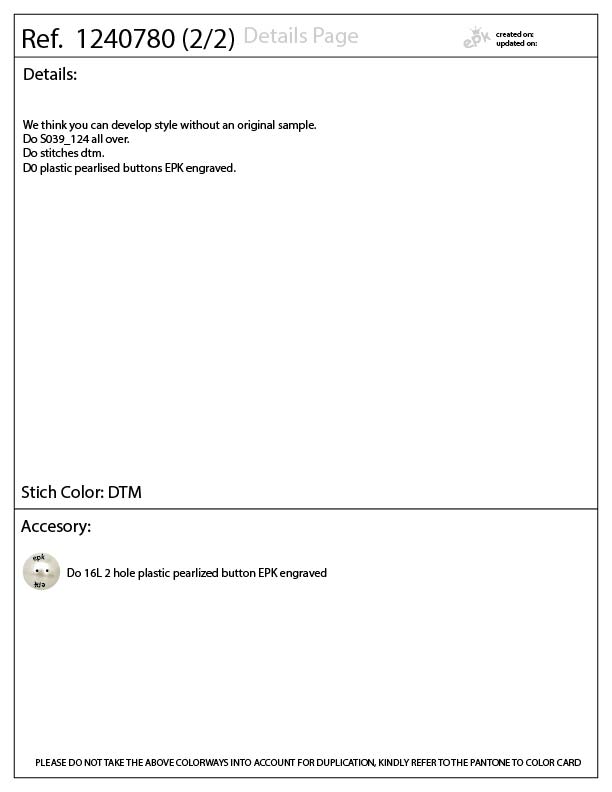 Ref. 1240780 (2/2) Details Page
epk
created on:
updated on:
Details:
We think you can develop style without an original sample.
Do S039_124 all over.
Do stitches dtm.
D0 plastic pearlised buttons EPK engraved.
Stich Color: DTM
Accesory:
epk
epk
Do 16L 2 hole plastic pearlized button EPK engraved
PLEASE DO NOT TAKE THE ABOVE COLORWAYS INTO ACCOUNT FOR DUPLICATION, KINDLY REFER TO THE PANTONE TO COLOR CARD